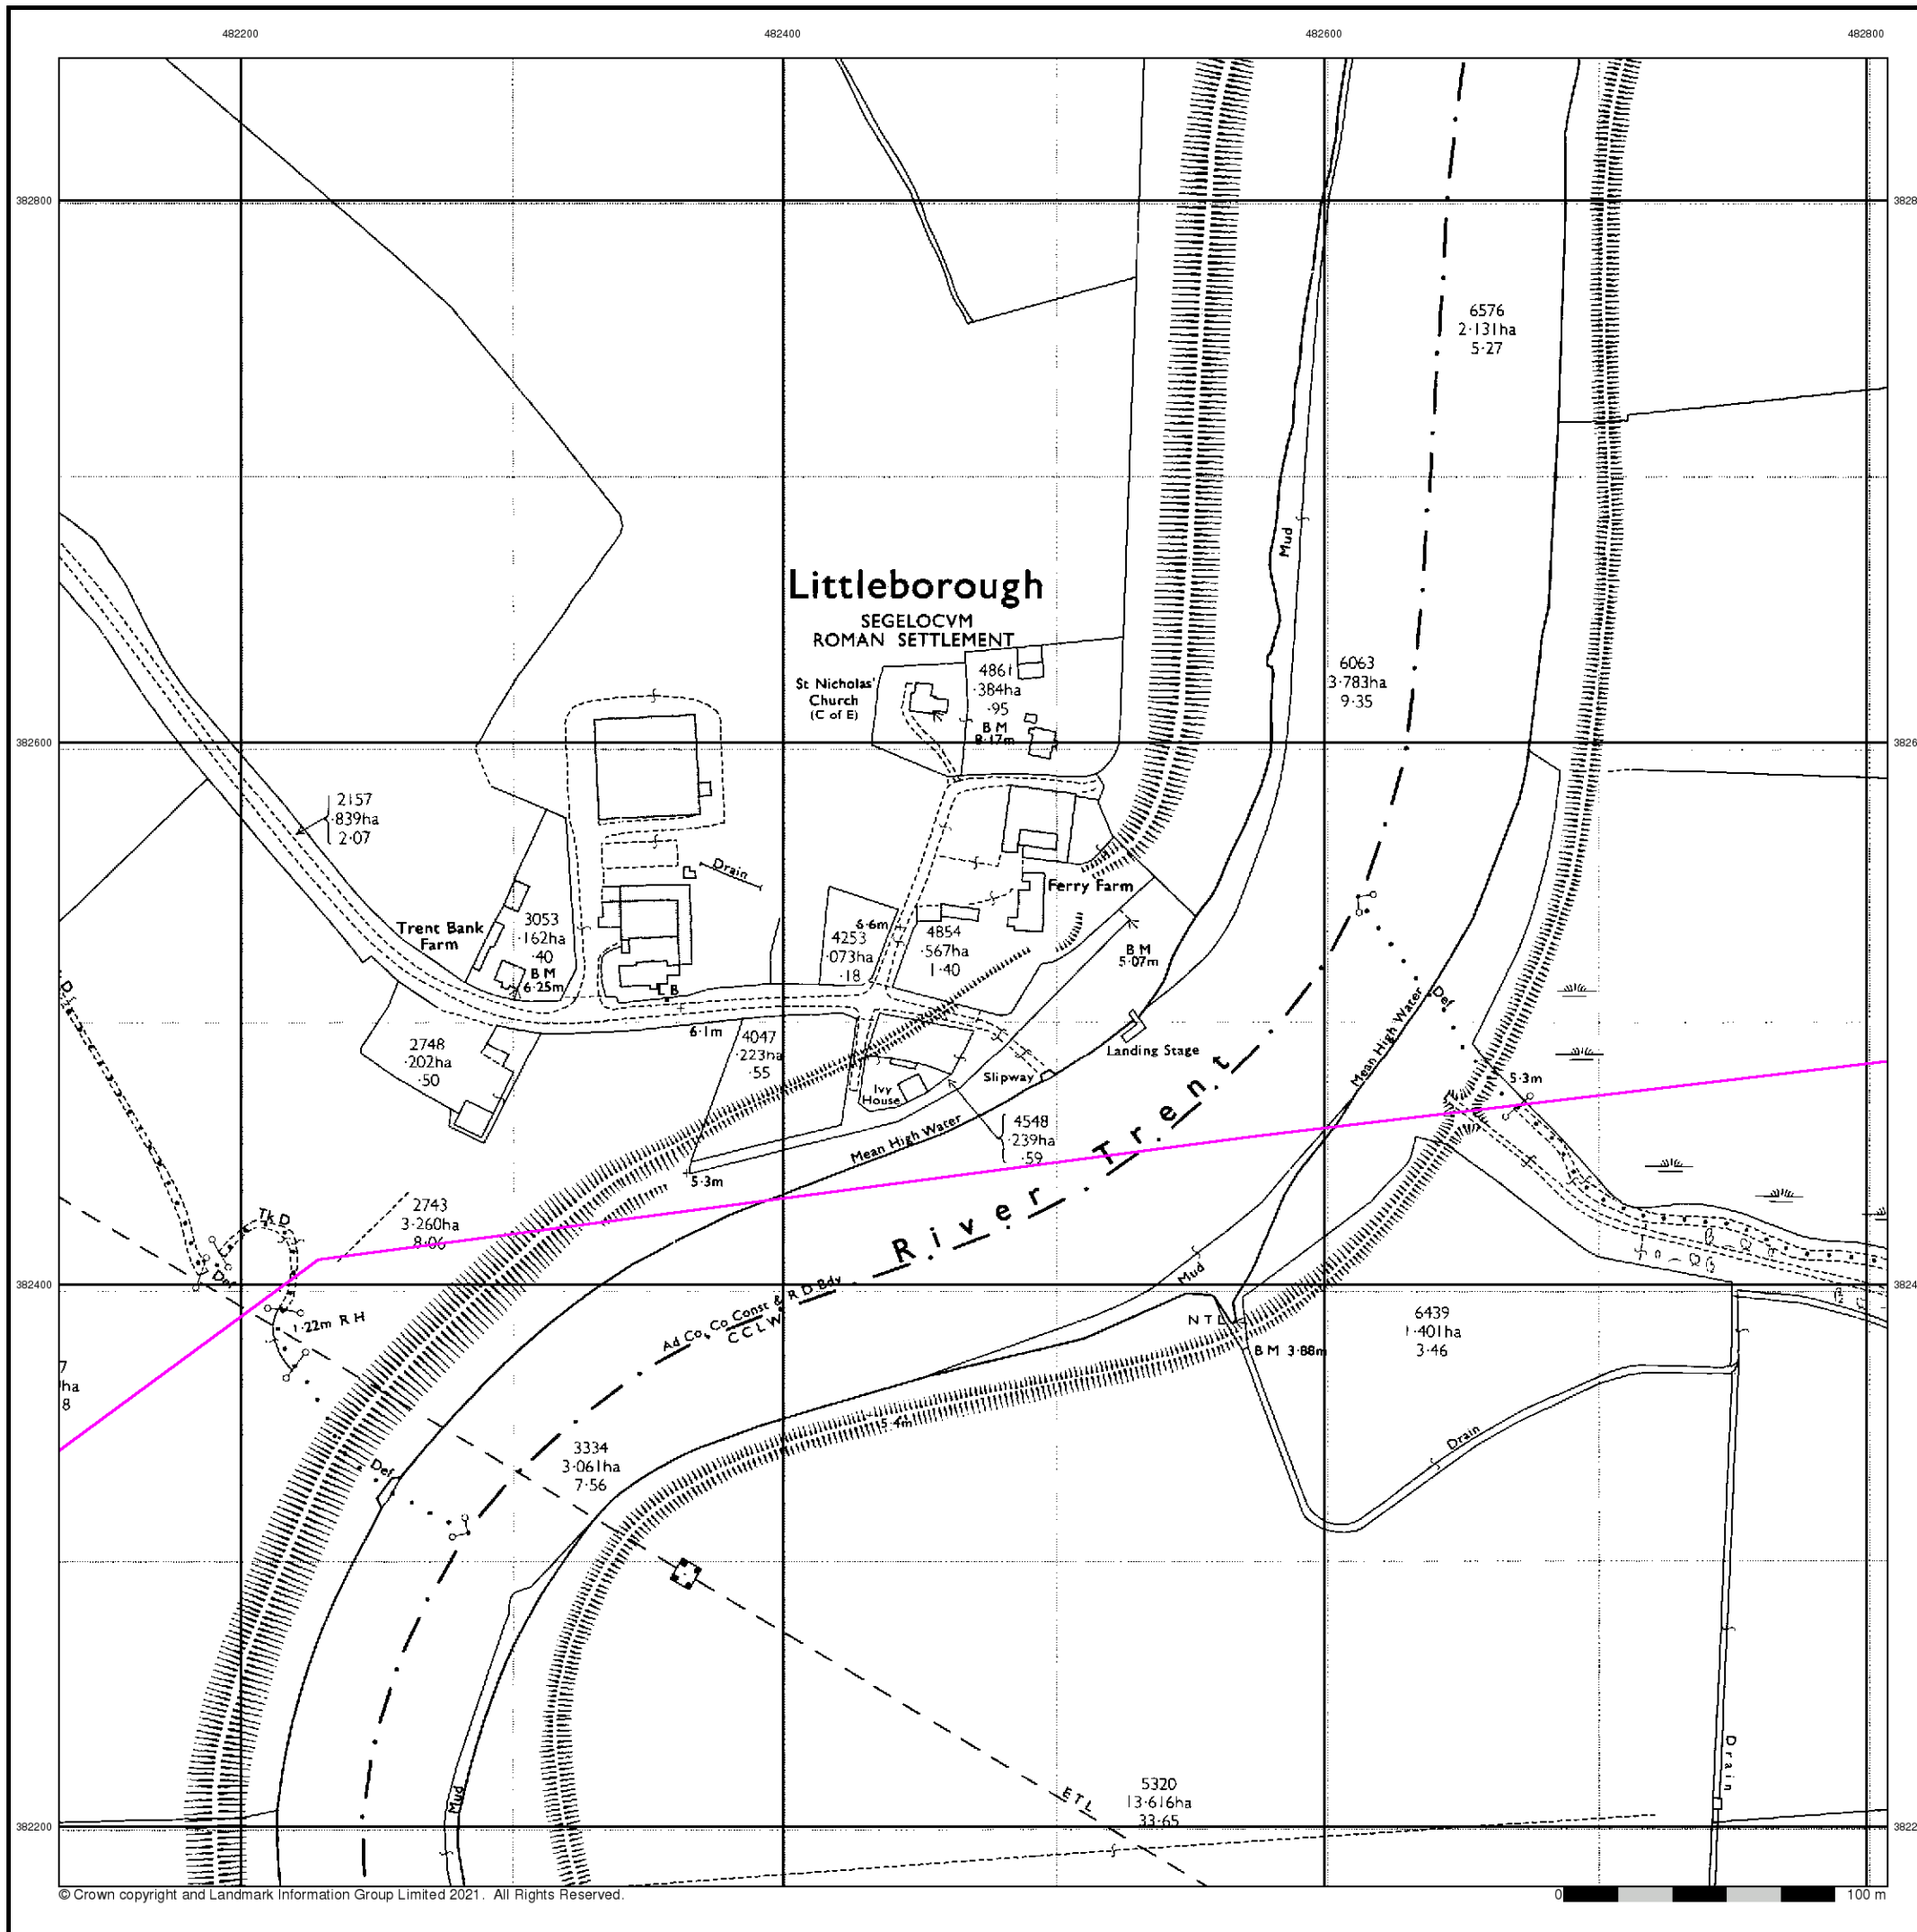 482200
482400
482600
482800
382800
3828
6576
2·131ha
5·27
Mud
Littleborough
SEGELOCVM
ROMAN SETTLEMENT
St Nicholas'
Church
(C of E)
4861
·384ha
·95
B M
8·17m
6063
3·783ha
9·35
382600
3826
2157
·839ha
2·07
Drain
Ferry Farm
Trent Bank
Farm
3053
·162ha
·40
B M
6·25m
6·6m
4253
·073ha
·18
4854
·567ha
1·40
B M
5·07m
L B
6·1m
Def
Mean High Water
2748
·202ha
·50
4047
·223ha
·55
Landing Stage
Slipway
Ivy
House
5·3m
4548
·239ha
·59
Mean High Water
5·3m
River Trent
2743
3·260ha
8·06
Tk D
Def
382400
3824
1·22m R H
Ad Co, Co Const & R D Bdy
C C L W
Mud
N T L
B M 3·88m
6439
1·401ha
3·46
7
ha
8
5·4m
Drain
3334
3·061ha
7·56
Def
Mud
E T L
5320
13·616ha
33·65
Drain
382200
3822
© Crown copyright and Landmark Information Group Limited 2021. All Rights Reserved.
0
100 m